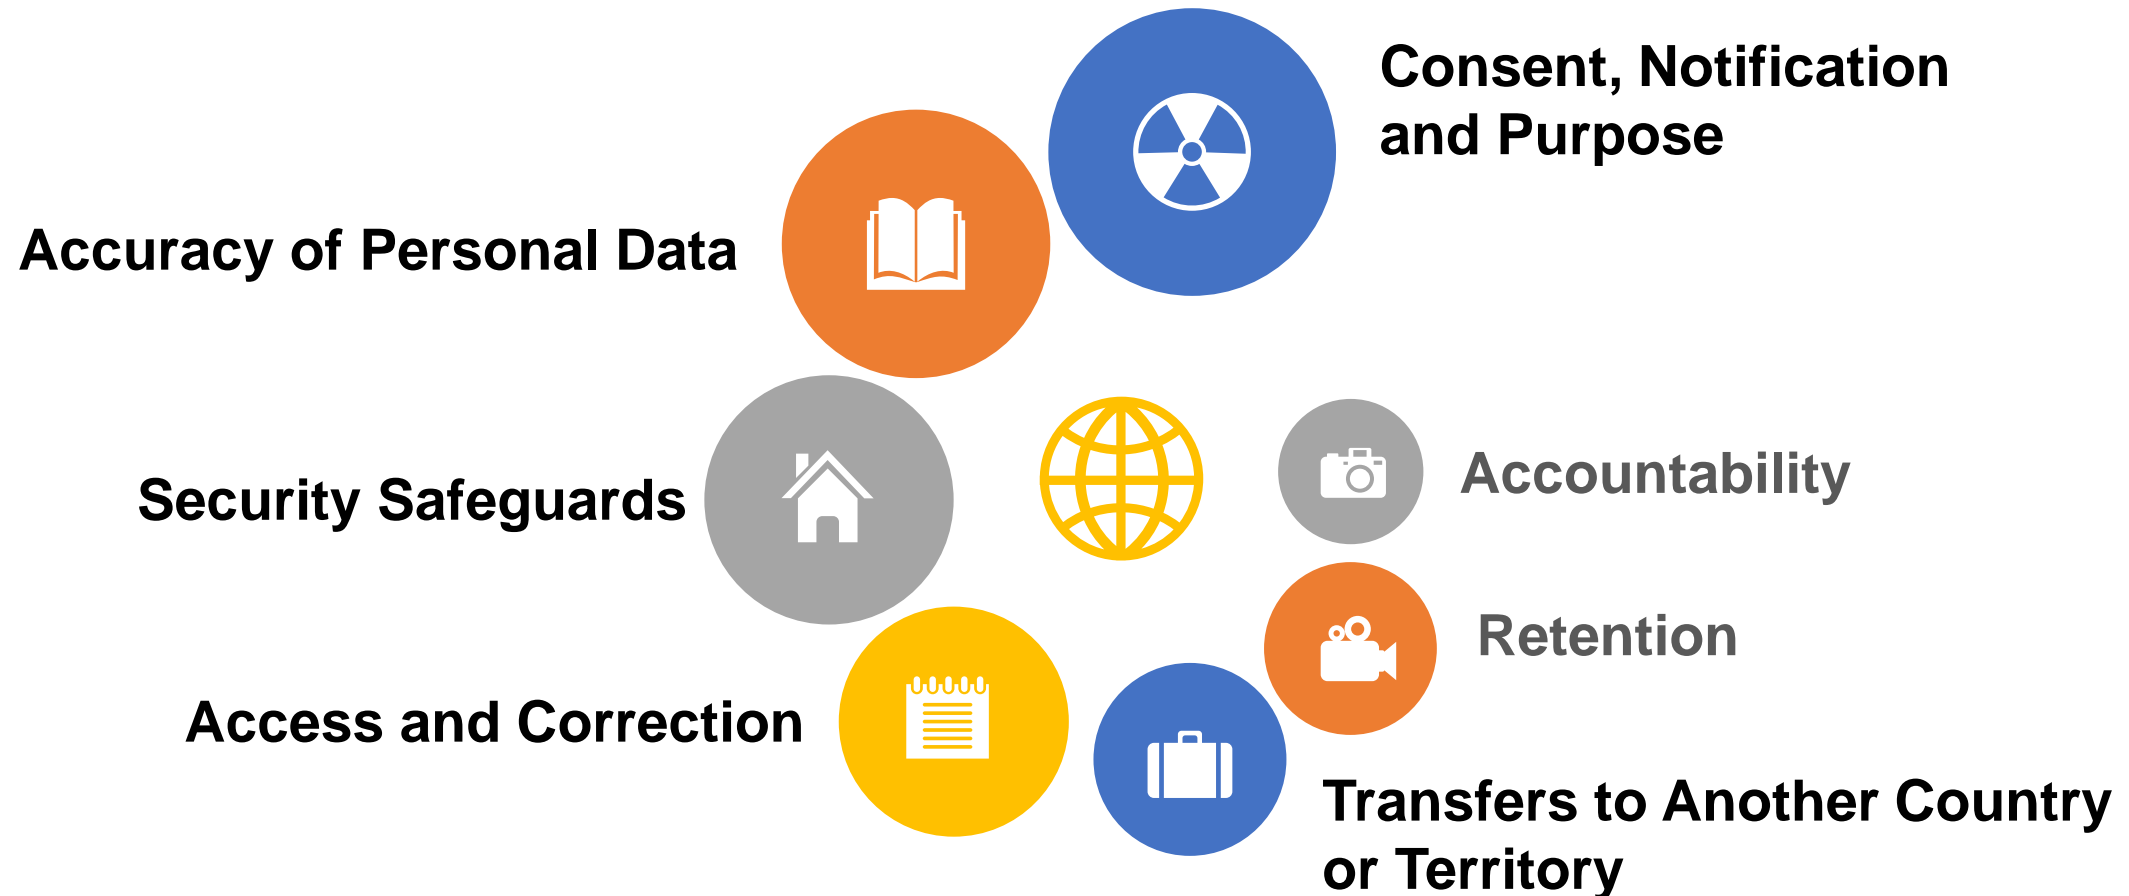 Consent, Notification
and Purpose
Accuracy of Personal Data
Security Safeguards
Access and Correction
Transfers to Another Country
or Territory
Retention
Accountability